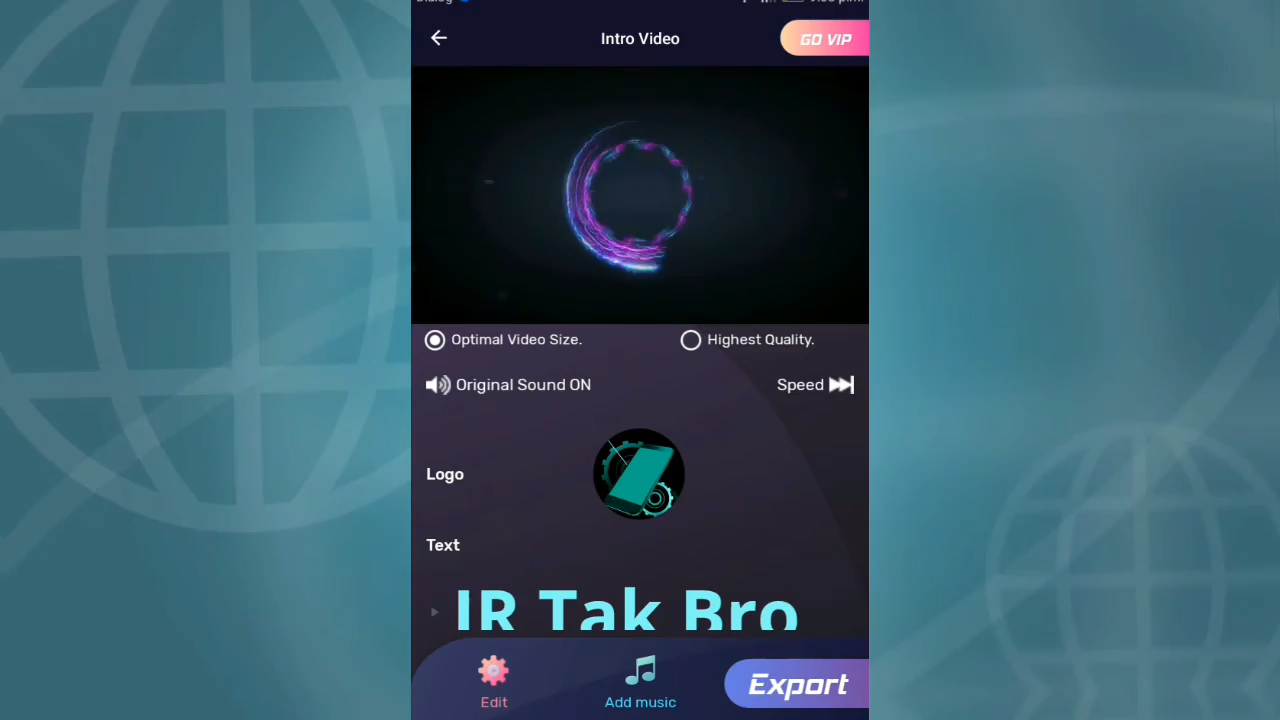 Intro Video
GO VIP
Optimal Video Size.
Highest Quality.
Original Sound ON
Speed
Logo
Text
IR Tak Bro
Edit
Add music
Export